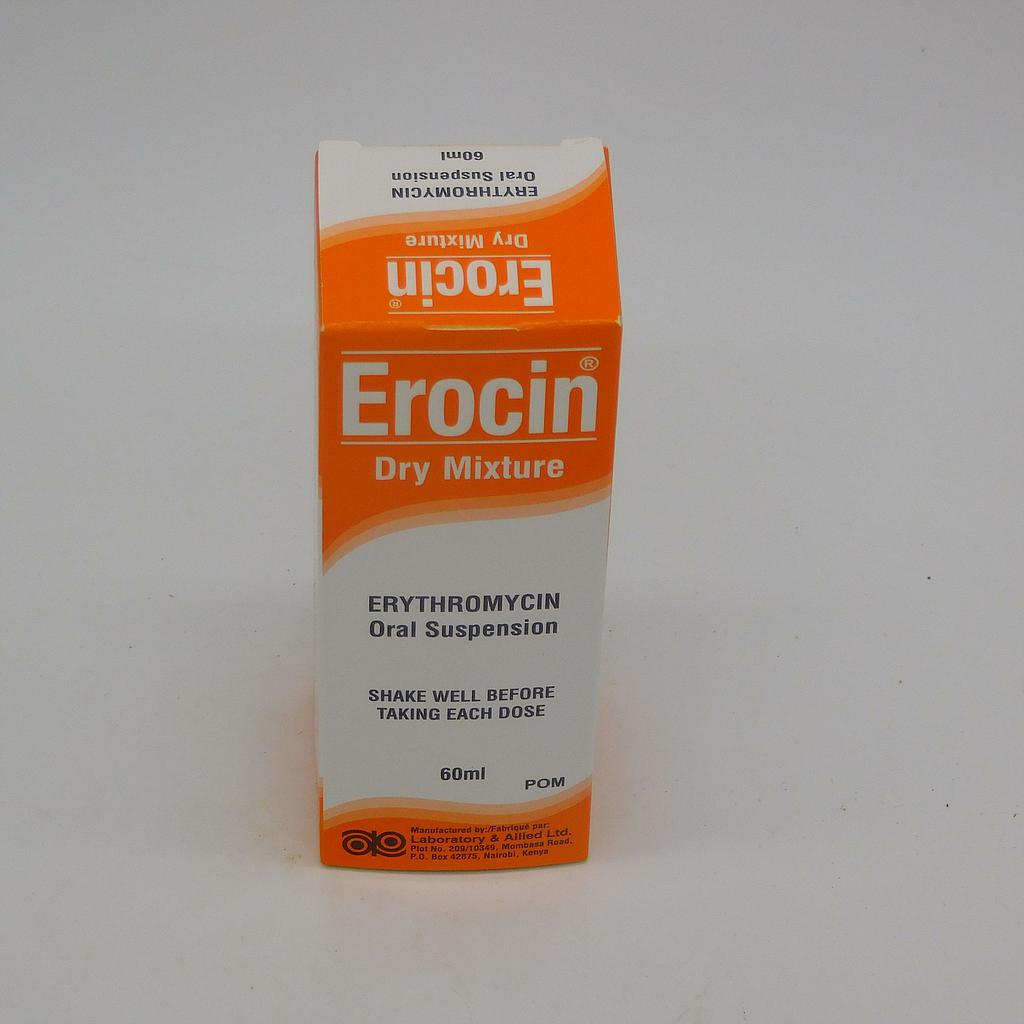 60ml
Oral Suspension
ERYTHROMYCIN
Dry Mixture
Erocin®
Erocin®
Dry Mixture
ERYTHROMYCIN
Oral Suspension
SHAKE WELL BEFORE
TAKING EACH DOSE
60ml
POM
Manufactured by:/Fabriqué par:
Laboratory & Allied Ltd.
Plot No. 209/10349, Mombasa Road,
P.O. Box 42875, Nairobi, Kenya